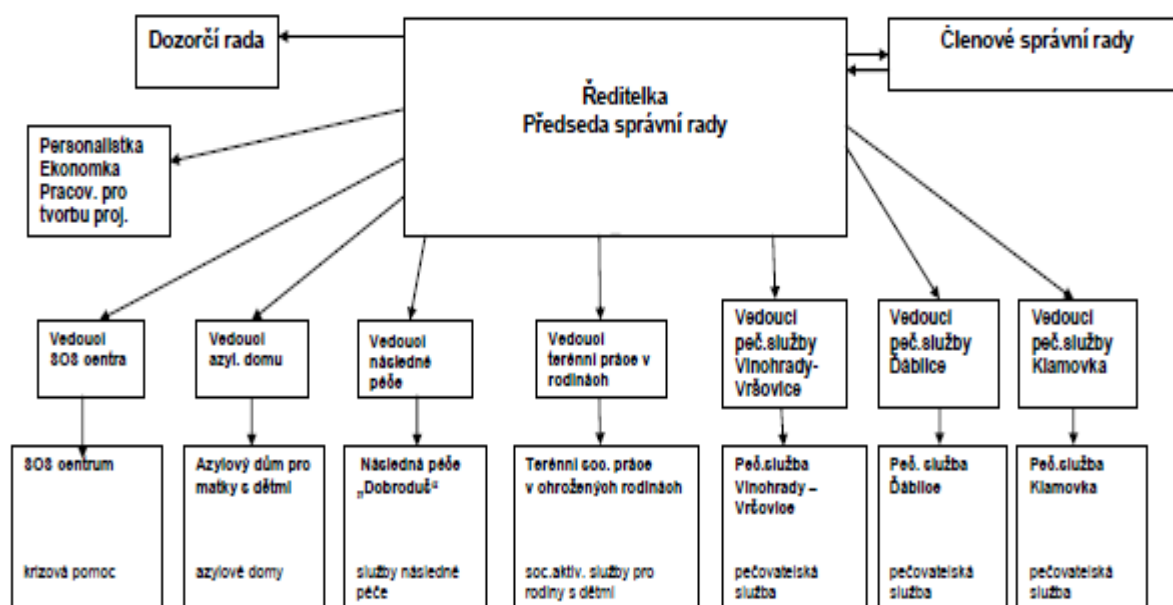 Dozorčí rada
Členové správní rady
Ředitelka
Předseda správní rady
Personalistka
Ekonomka
Pracov. pro
tvorbu proj.
Vedoucí
SOS centra
Vedoucí
azyl. domu
Vedoucí
následné
péče
Vedoucí
terénní práce v
rodinách
Vedoucí
peč.služby
Vinohrady-
Vršovice
Vedoucí
peč.služby
Ďáblice
Vedoucí
peč.služby
Klamovka
SOS centrum
krizová pomoc
Azylový dům pro
matky s dětmi
azylové domy
Následná péče
„Dobroduš“
služby následné
péče
Terénní soc. práce
v ohrožených rodinách
soc.aktiv. služby pro
rodiny s dětmi
Peč.služba
Vinohrady –
Vršovice
pečovatelská
služba
Peč. služba
Ďáblice
pečovatelská
služba
Peč.služba
Klamovka
pečovatelská
služba